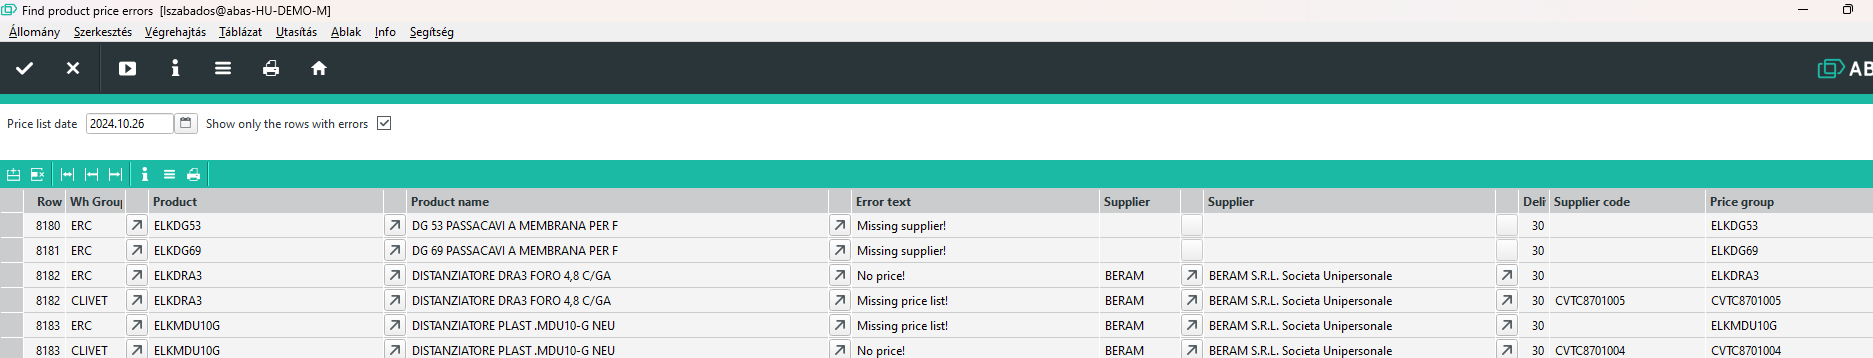 Find product price errors [lszabados@abas-HU-DEMO-M]
Állomány Szerkesztés Végrehajtás Táblázat Utasítás Ablak Info Segítség
AB
Price list date 2024.10.26 Show only the rows with errors
Row Wh Grou Product Product name Error text Supplier Supplier Deli Supplier code Price group
8180 ERC ELKDG53 DG 53 PASSACAVI A MEMBRANA PER F Missing supplier! 30 ELKDG53
8181 ERC ELKDG69 DG 69 PASSACAVI A MEMBRANA PER F Missing supplier! 30 ELKDG69
8182 ERC ELKDRA3 DISTANZIATORE DRA3 FORO 4,8 C/GA No price! BERAM BERAM S.R.L. Societa Unipersonale 30 ELKDRA3
8182 CLIVET ELKDRA3 DISTANZIATORE DRA3 FORO 4,8 C/GA Missing price list! BERAM BERAM S.R.L. Societa Unipersonale 30 CVTC8701005 CVTC8701005
8183 ERC ELKMDU10G DISTANZIATORE PLAST .MDU10-G NEU Missing price list! BERAM BERAM S.R.L. Societa Unipersonale 30 ELKMDU10G
8183 CLIVET ELKMDU10G DISTANZIATORE PLAST .MDU10-G NEU No price! BERAM BERAM S.R.L. Societa Unipersonale 30 CVTC8701004 CVTC8701004